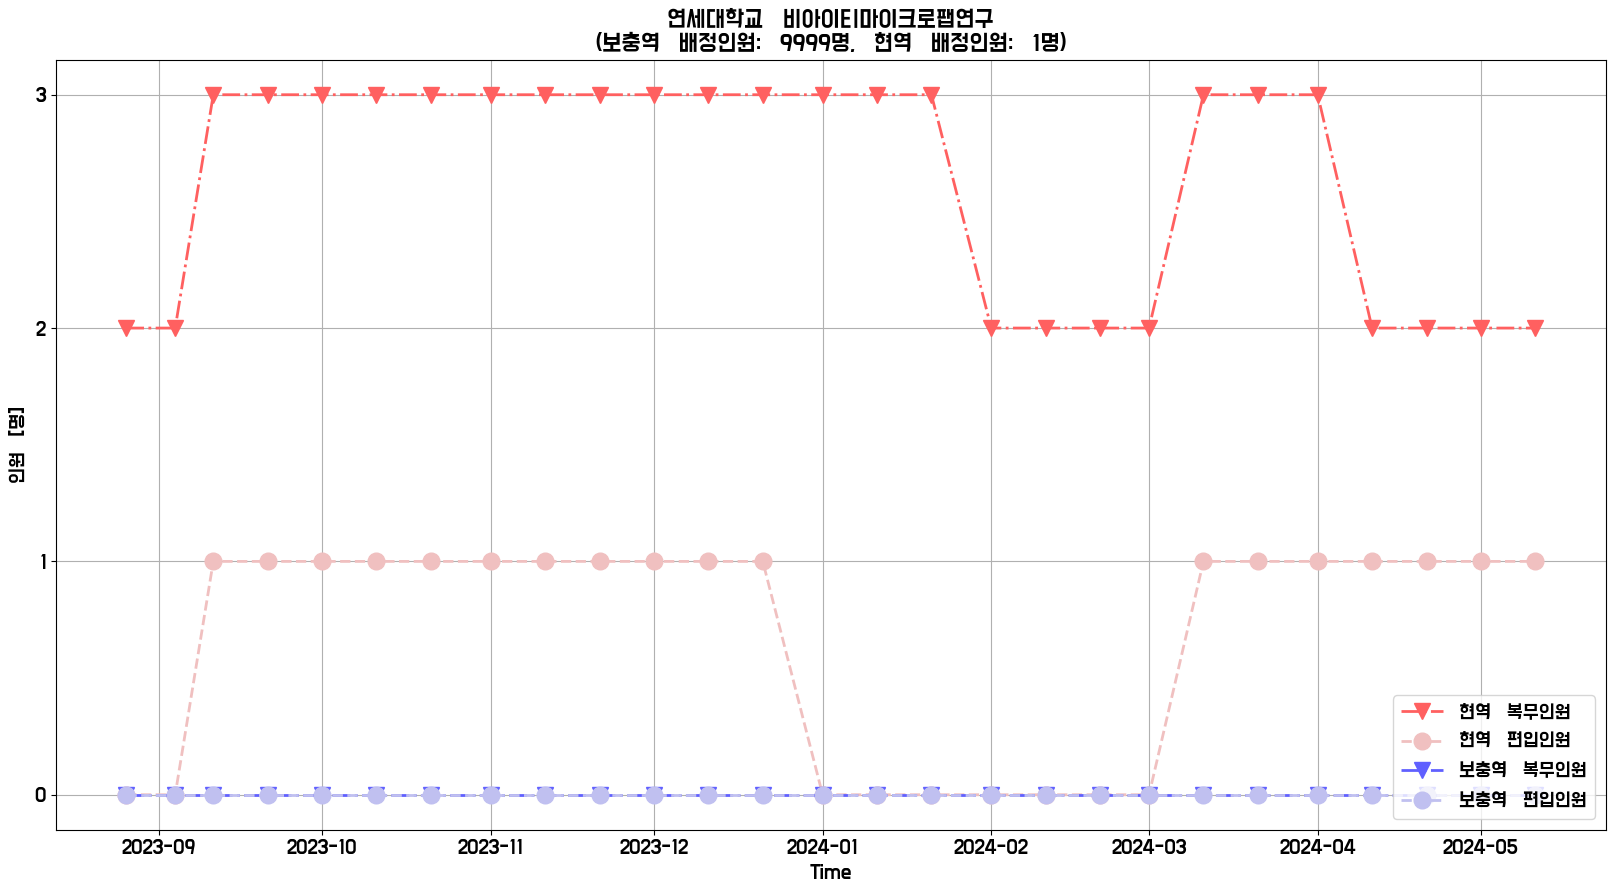 연세대학교 비아이티마이크로팹연구
(보충역 배정인원: 9999명, 현역 배정인원: 1명)
인원 [명]
3
2
1
0
현역 복무인원
현역 편입인원
보충역 복무인원
보충역 편입인원
2023-09 2023-10 2023-11 2023-12 2024-01 2024-02 2024-03 2024-04 2024-05
Time